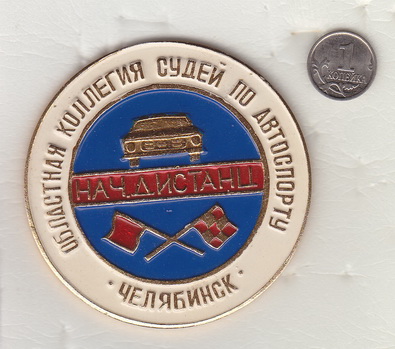 ОБЛАСТНАЯ КОЛЛЕГИЯ СУДЕЙ ПО АВТОСПОРТУ
НАЧ.ДИСТАНЦ
· ЧЕЛЯБИНСК ·
1
КОПЕЙКА